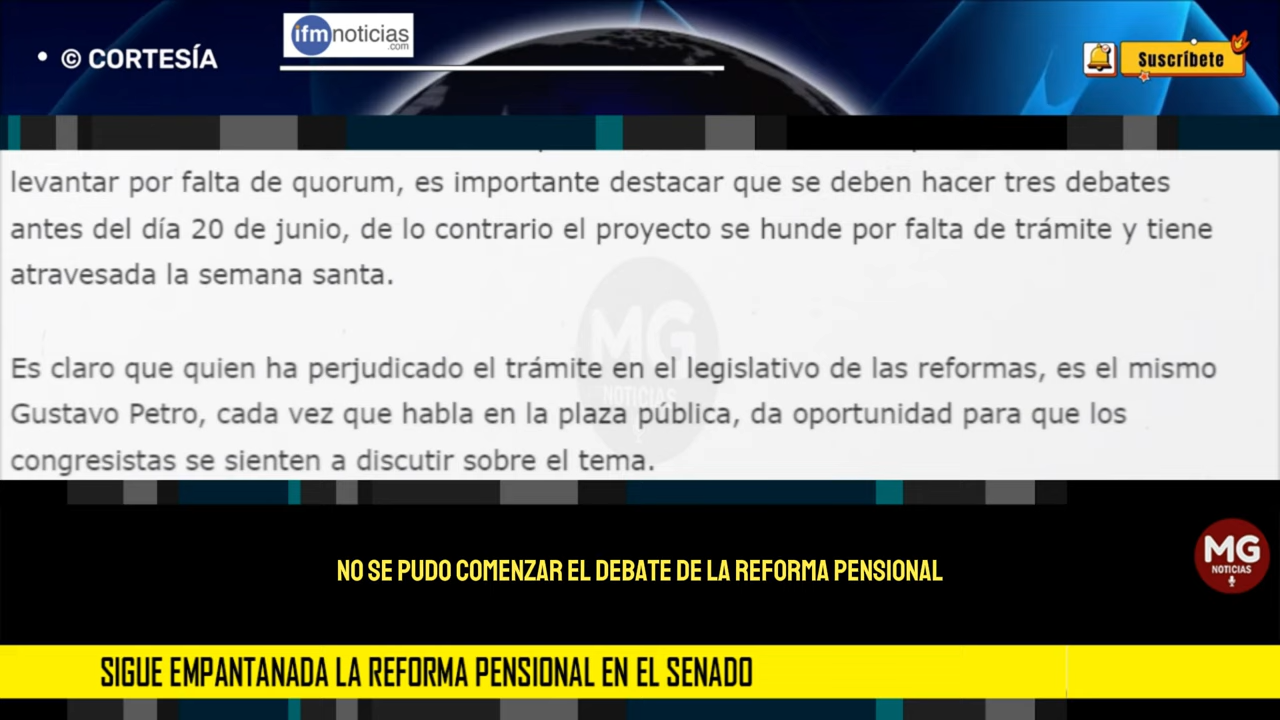 © CORTESÍA
ifmnoticias
.com
Suscríbete
levantar por falta de quorum, es importante destacar que se deben hacer tres debates
antes del día 20 de junio, de lo contrario el proyecto se hunde por falta de trámite y tiene
atravesada la semana santa.
Es claro que quien ha perjudicado el trámite en el legislativo de las reformas, es el mismo
Gustavo Petro, cada vez que habla en la plaza pública, da oportunidad para que los
congresistas se sienten a discutir sobre el tema.
MG
NOTICIAS
NO SE PUDO COMENZAR EL DEBATE DE LA REFORMA PENSIONAL
MG
NOTICIAS
SIGUE EMPANTANADA LA REFORMA PENSIONAL EN EL SENADO